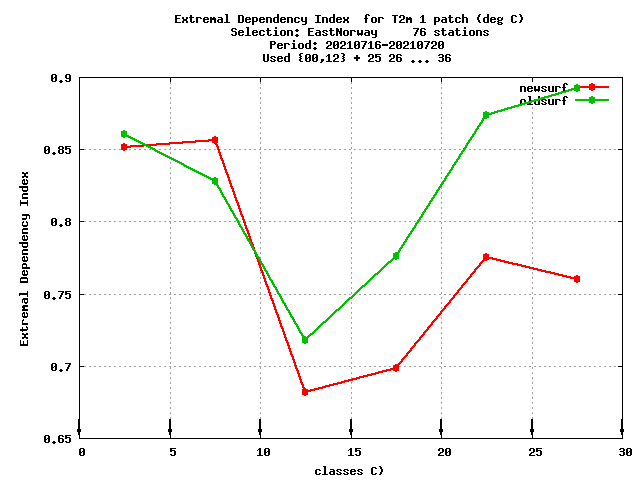 Extremal Dependency Index  for T2m 1 patch (deg C)
Selection: EastNorway     76 stations
Period: 20210716-20210720
Used {00,12} + 25 26 ... 36
newsurf
oldsurf
Extremal Dependency Index
0.9
0.85
0.8
0.75
0.7
0.65
0 5 10 15 20 25 30
classes C)